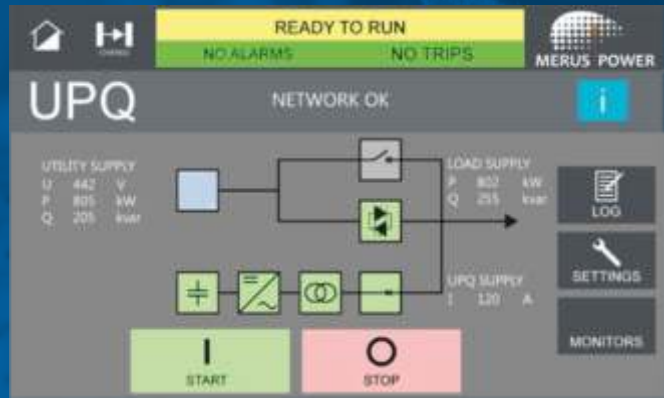 READY TO RUN
NO ALARMS NO TRIPS
MERUS POWER
UPQ
NETWORK OK
i
UTILITY SUPPLY
U 442 V
P 805 kW
Q 205 kvar
LOAD SUPPLY
P 802 kW
Q 255 kvar
UPQ SUPPLY
I 120 A
LOG
SETTINGS
MONITORS
START
STOP